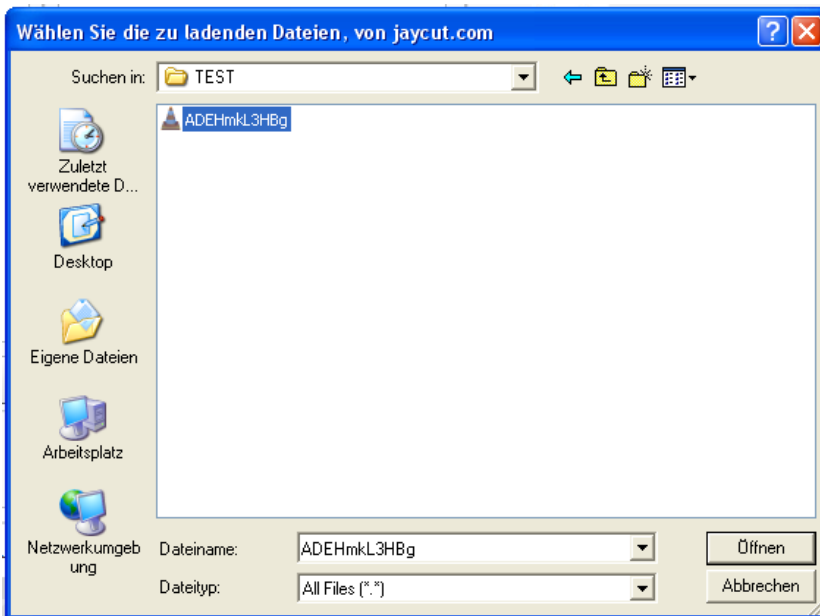 Wählen Sie die zu ladenden Dateien, von jaycut.com
Suchen in: TEST
ADEHmkL3HBg
Zuletzt
verwendete D...
Desktop
Eigene Dateien
Arbeitsplatz
Netzwerkumgeb
ung
Dateiname: ADEHmkL3HBg Öffnen
Dateityp: All Files (*.*) Abbrechen